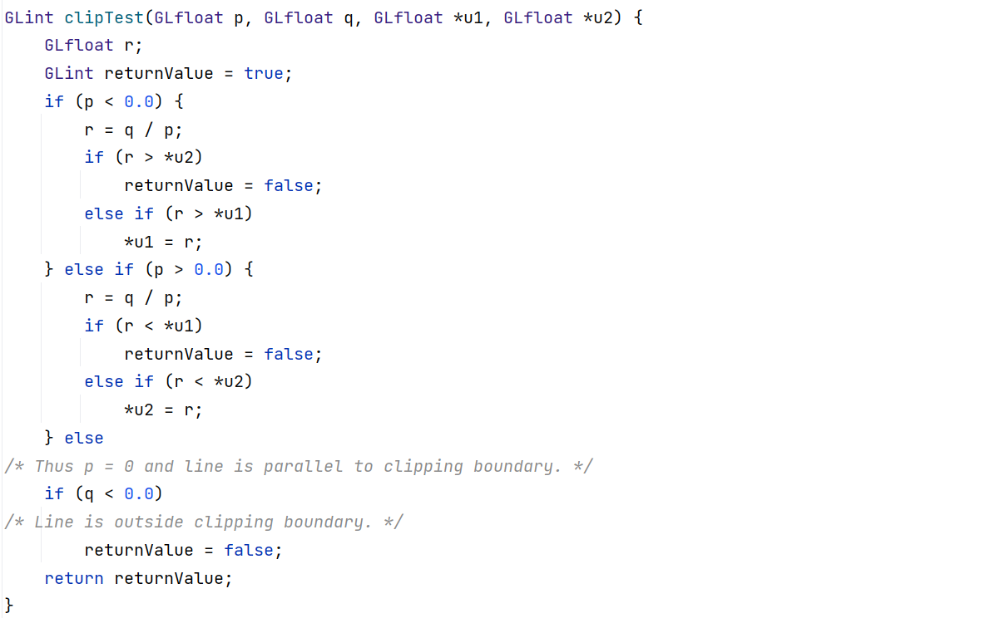 GLint clipTest(GLfloat p, GLfloat q, GLfloat *u1, GLfloat *u2) {
    GLfloat r;
    GLint returnValue = true;
    if (p < 0.0) {
        r = q / p;
        if (r > *u2)
            returnValue = false;
        else if (r > *u1)
            *u1 = r;
    } else if (p > 0.0) {
        r = q / p;
        if (r < *u1)
            returnValue = false;
        else if (r < *u2)
            *u2 = r;
    } else
/* Thus p = 0 and line is parallel to clipping boundary. */
    if (q < 0.0)
/* Line is outside clipping boundary. */
        returnValue = false;
    return returnValue;
}